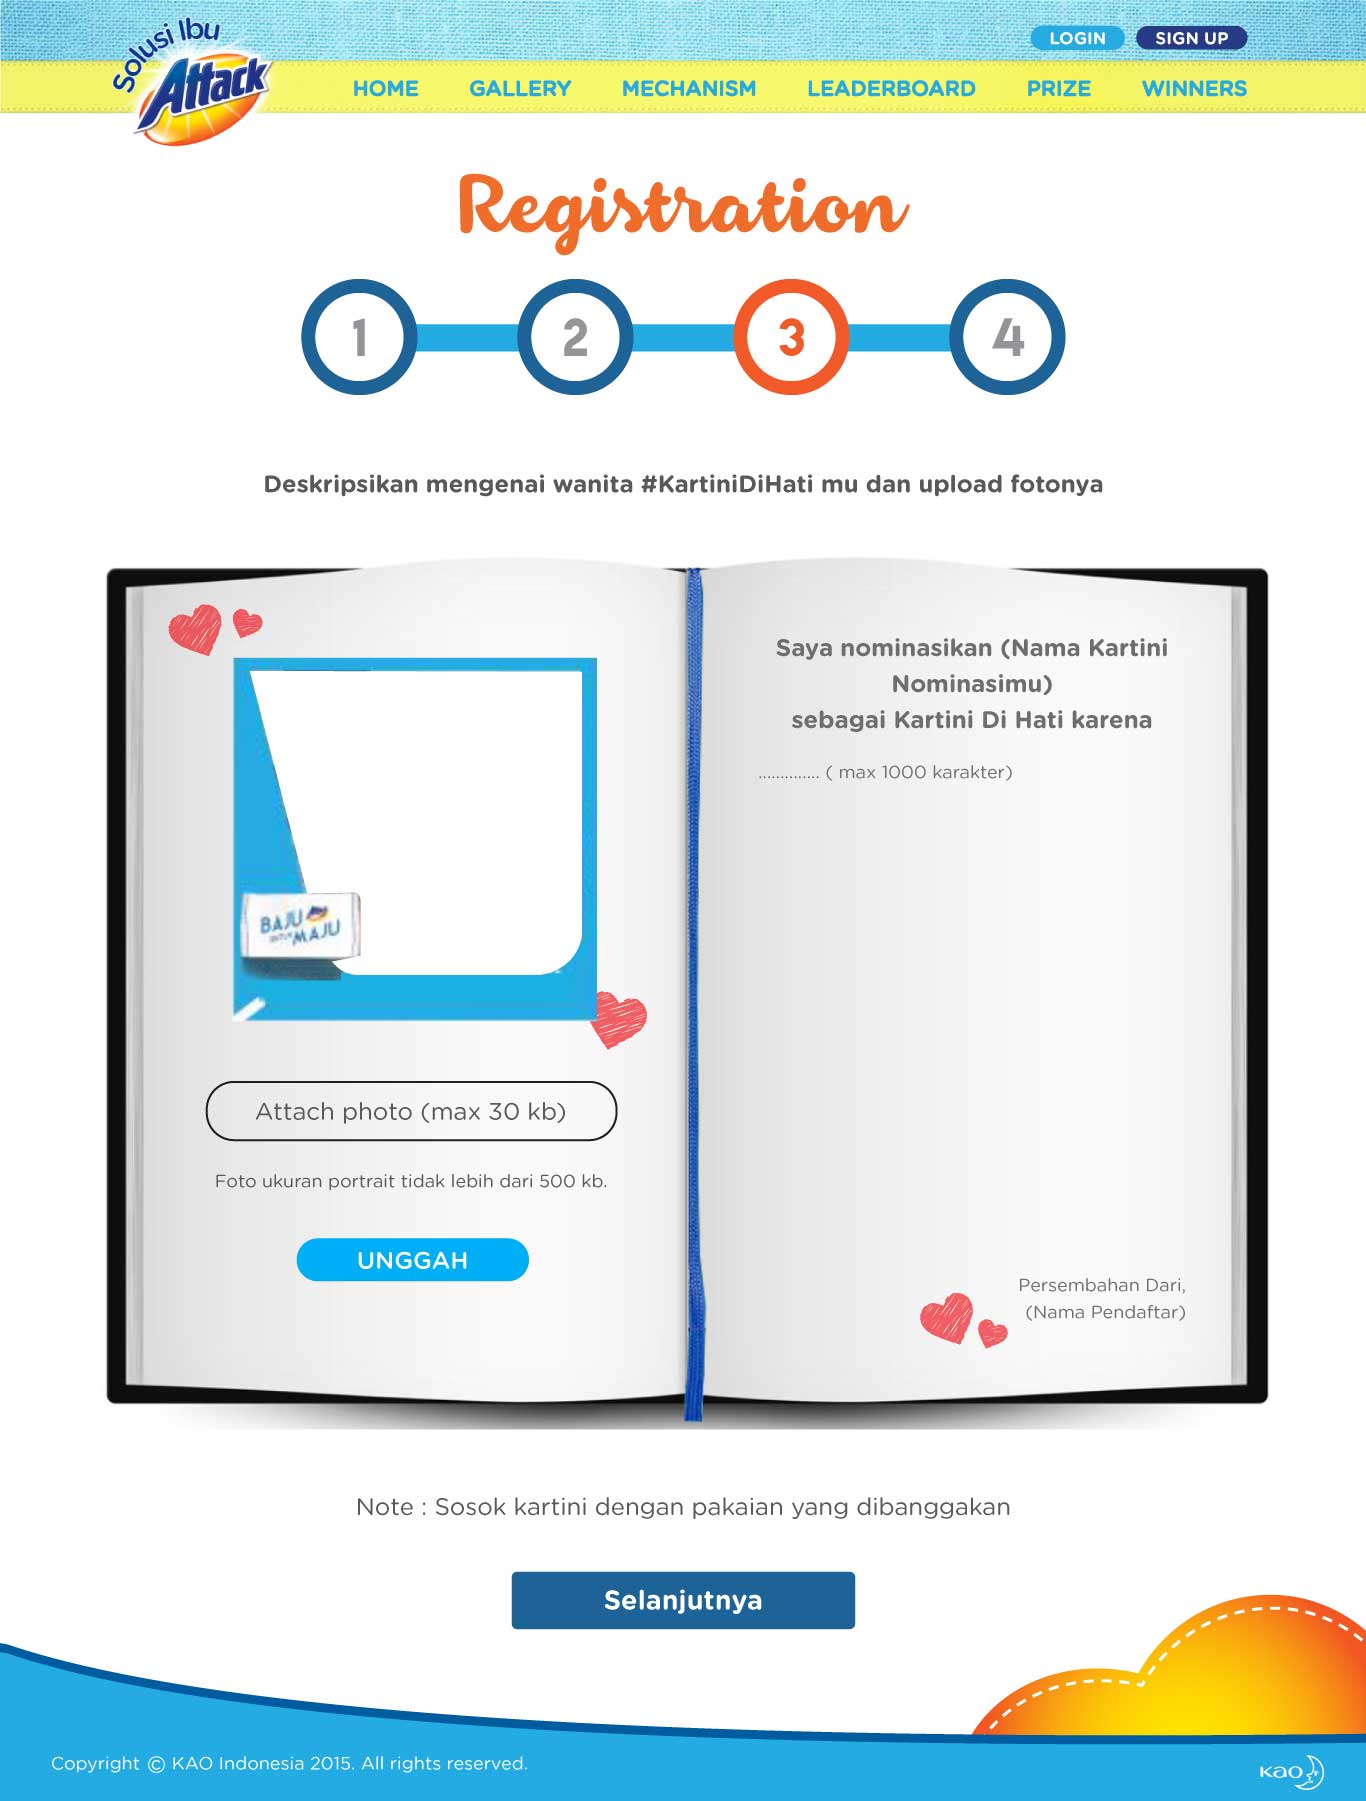 Solusi Ibu
Attack
LOGIN
SIGN UP
HOME
GALLERY
MECHANISM
LEADERBOARD
PRIZE
WINNERS
Registration
1
2
3
4
Deskripsikan mengenai wanita #KartiniDiHati mu dan upload fotonya
BAJU
UNTUK
MAJU
Attach photo (max 30 kb)
Foto ukuran portrait tidak lebih dari 500 kb.
UNGGAH
Saya nominasikan (Nama Kartini
Nominasimu)
sebagai Kartini Di Hati karena
.............. ( max 1000 karakter)
Persembahan Dari,
(Nama Pendaftar)
Note : Sosok kartini dengan pakaian yang dibanggakan
Selanjutnya
Copyright © KAO Indonesia 2015. All rights reserved.
Kao